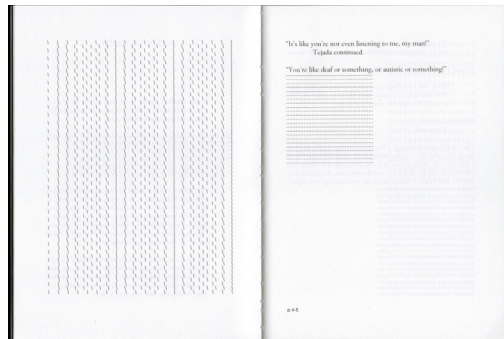 "It's like you're not even listening to me, my man!"
Tejada continued.
"You're like deaf or something, or autistic or something!"
p.4-5